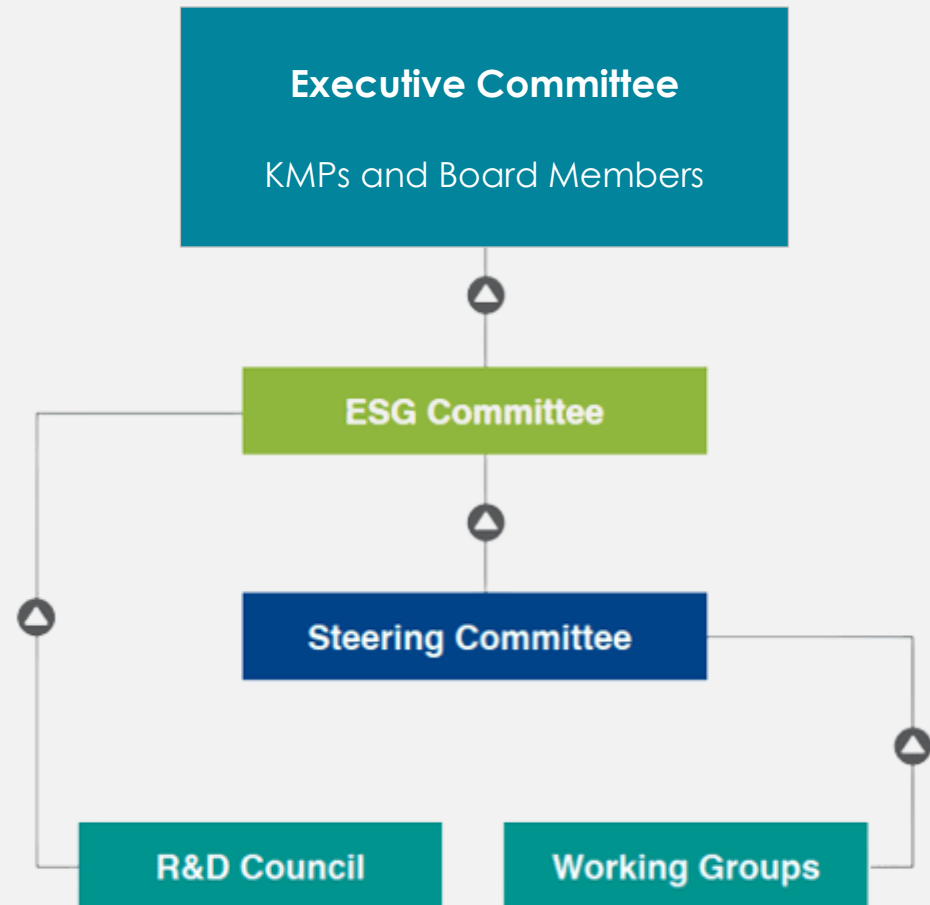 Executive Committee
KMPs and Board Members
ESG Committee
Steering Committee
R&D Council
Working Groups